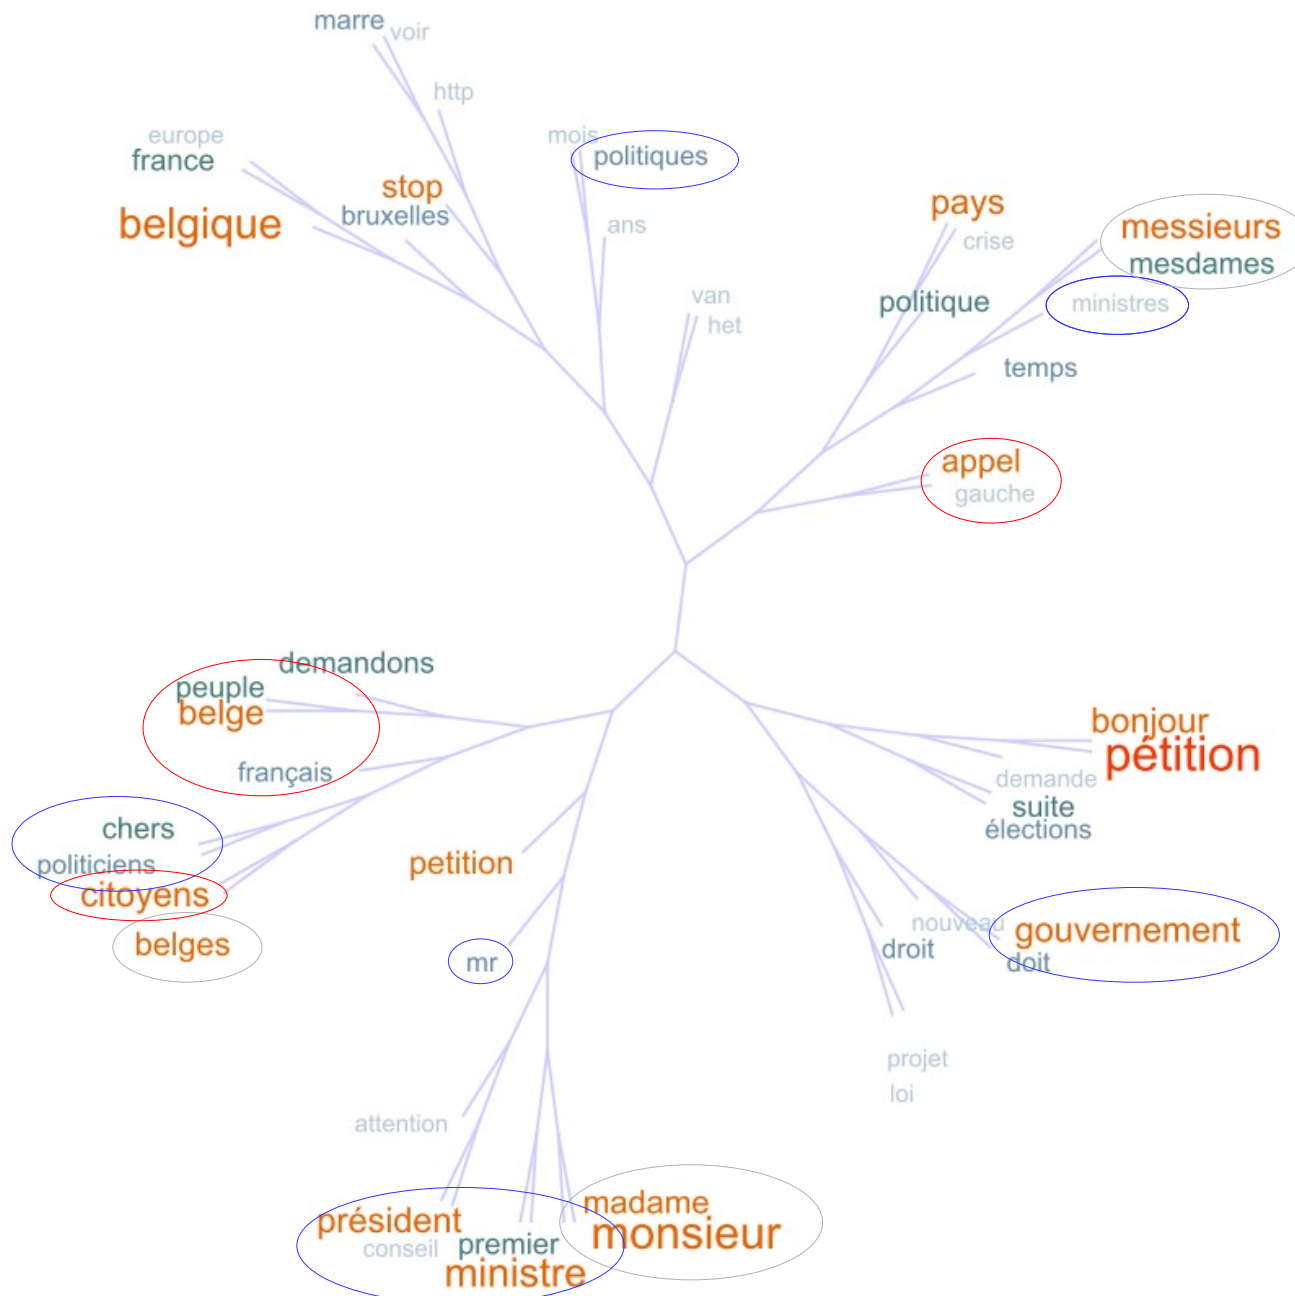 marre
voir
http
europe
mois
france
politiques
stop
pays
bruxelles
belgique
ans
messieurs
crise
mesdames
van
politique
ministres
het
temps
appel
gauche
demandons
peuple
belge
bonjour
pétition
français
demande
suite
chers
élections
politiciens
petition
citoyens
nouveau
gouvernement
belges
droit
doit
mr
projet
loi
attention
madame
président
monsieur
conseil
premier
ministre